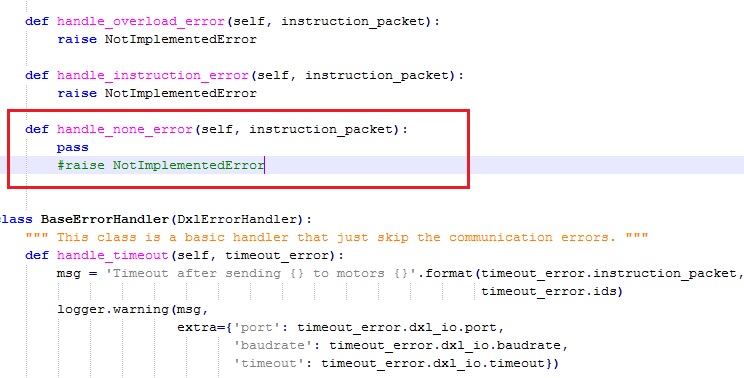 def handle_overload_error(self, instruction_packet):
raise NotImplementedError
def handle_instruction_error(self, instruction_packet):
raise NotImplementedError
def handle_none_error(self, instruction_packet):
pass
#raise NotImplementedError
class BaseErrorHandler(DxlErrorHandler):
""" This class is a basic handler that just skip the communication errors. """
def handle_timeout(self, timeout_error):
msg = 'Timeout after sending {} to motors {}'.format(timeout_error.instruction_packet,
timeout_error.ids)
logger.warning(msg,
extra={'port': timeout_error.dxl_io.port,
'baudrate': timeout_error.dxl_io.baudrate,
'timeout': timeout_error.dxl_io.timeout})